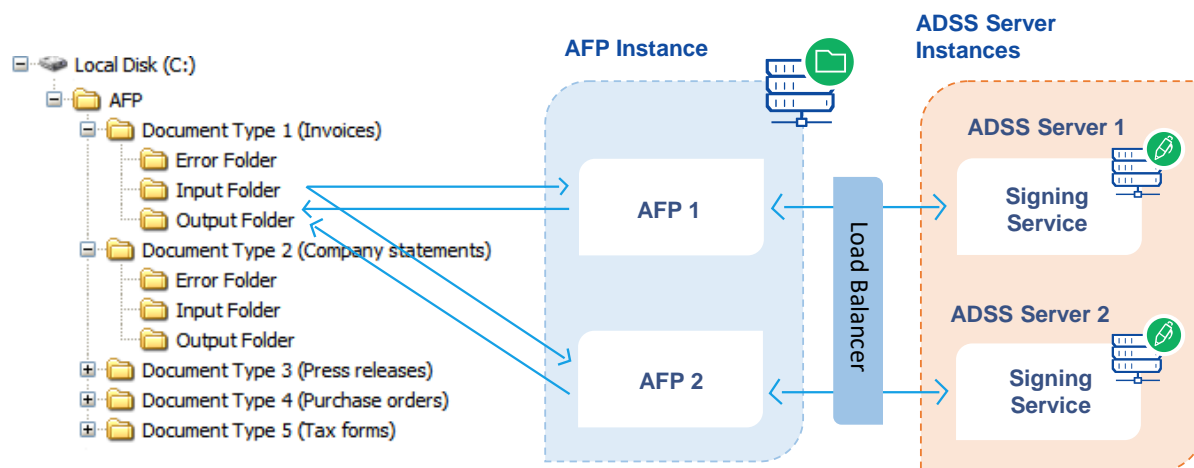 Local Disk (C:)
AFP
Document Type 1 (Invoices)
Error Folder
Input Folder
Output Folder
Document Type 2 (Company statements)
Error Folder
Input Folder
Output Folder
Document Type 3 (Press releases)
Document Type 4 (Purchase orders)
Document Type 5 (Tax forms)
AFP Instance
AFP 1
AFP 2
Load Balancer
ADSS Server
Instances
ADSS Server 1
Signing
Service
ADSS Server 2
Signing
Service